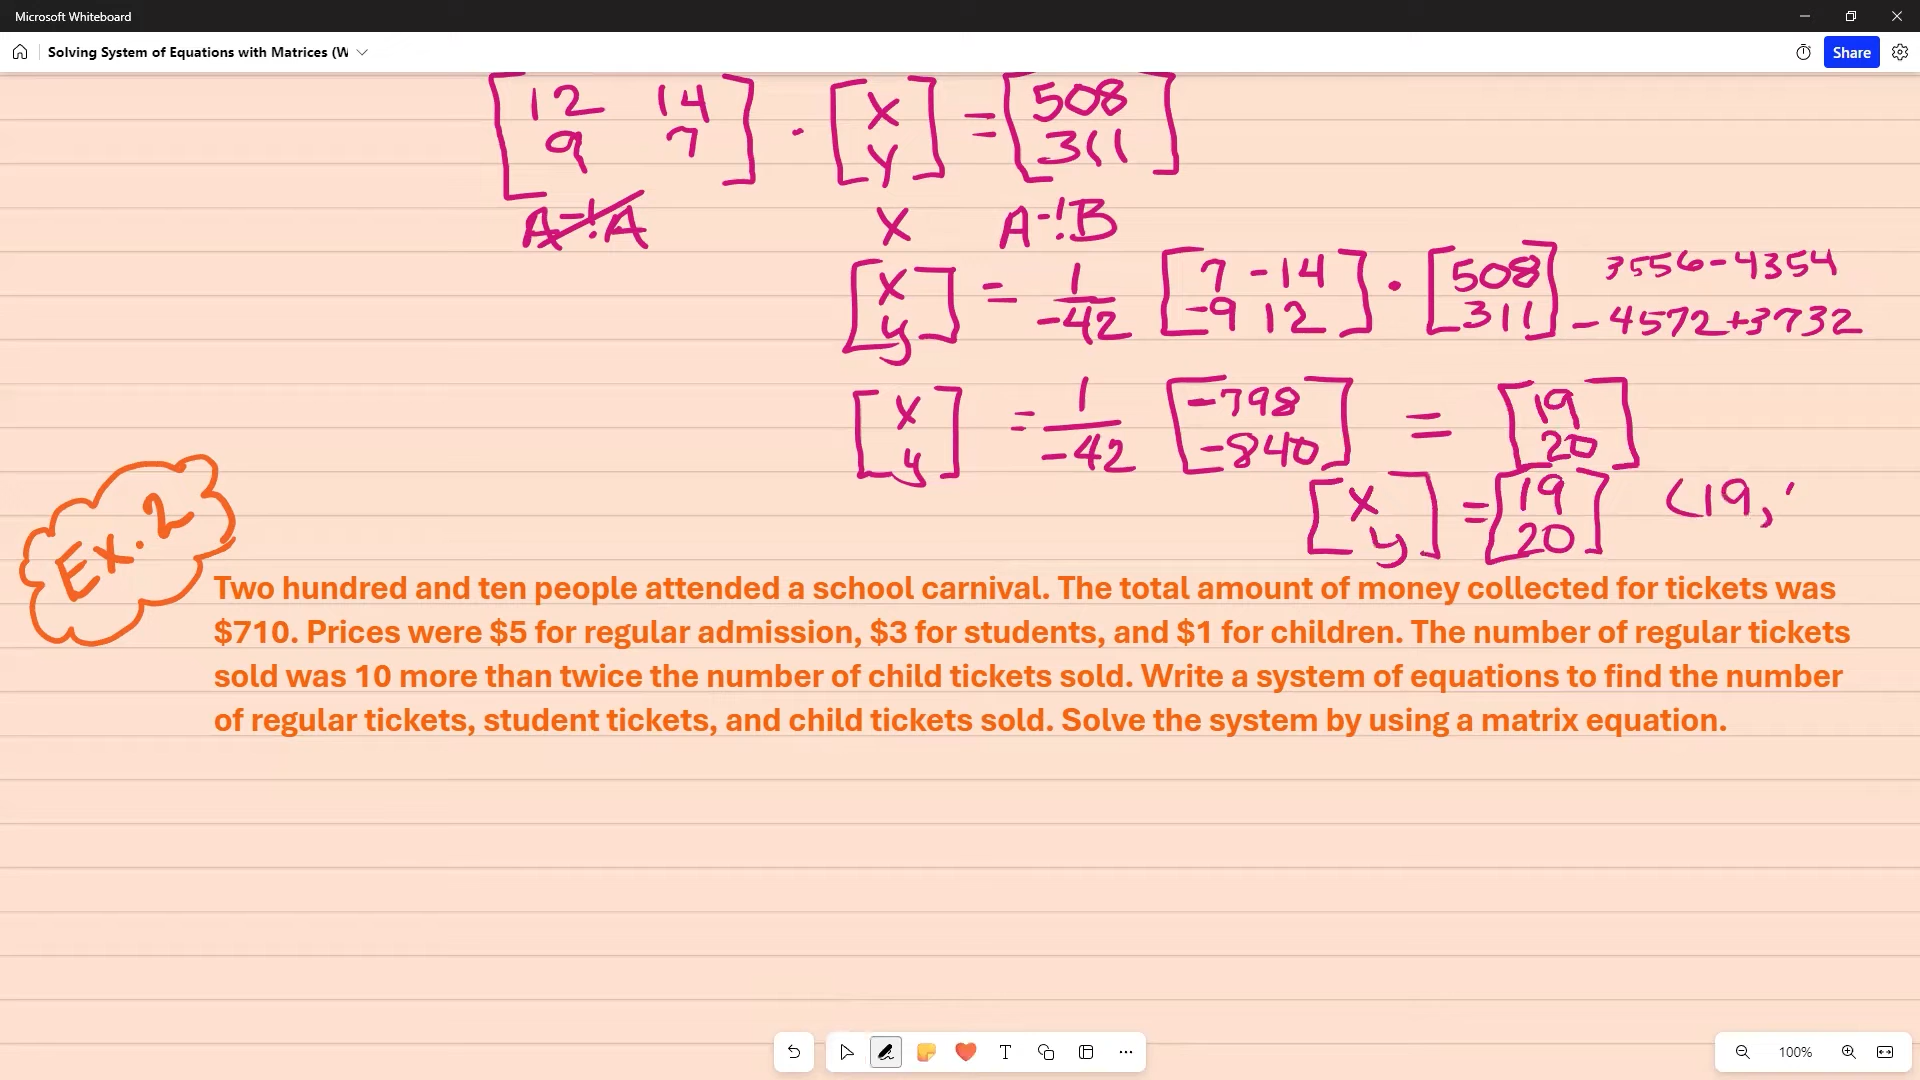 Microsoft Whiteboard
Solving System of Equations with Matrices (W
Share
[12 14] · [X] = [508]
[9 7] [Y] [311]
A⁻¹·A X A⁻¹·B
[x] = 1/-42 [7 -14] · [508] 3556-4354
[y] [-9 12] [311] -4572+3732
[x] = 1/-42 [-798] = [19]
[y] [-840] [20]
[x] = [19] (19,
[y] [20]
Ex. 2
Two hundred and ten people attended a school carnival. The total amount of money collected for tickets was
$710. Prices were $5 for regular admission, $3 for students, and $1 for children. The number of regular tickets
sold was 10 more than twice the number of child tickets sold. Write a system of equations to find the number
of regular tickets, student tickets, and child tickets sold. Solve the system by using a matrix equation.
T
100%